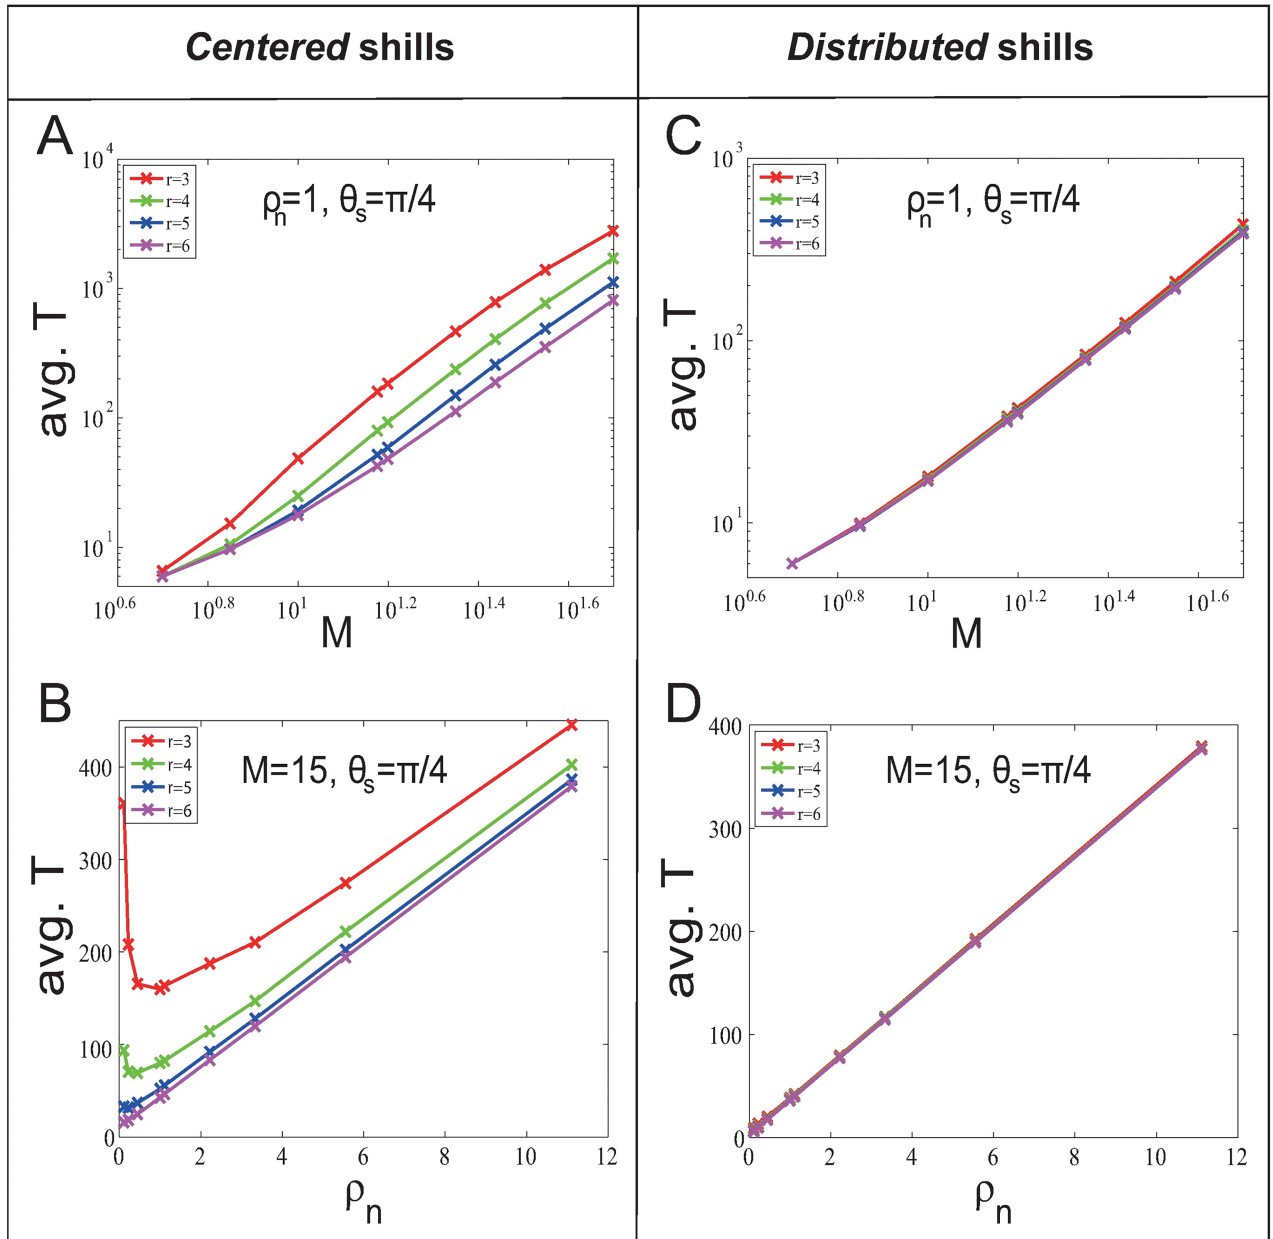 Centered shills
Distributed shills
A
10^4
10^3
10^2
10^1
avg. T
r=3
r=4
r=5
r=6
ρn=1, θs=π/4
10^0.6 10^0.8 10^1 10^1.2 10^1.4 10^1.6
M
C
10^3
10^2
10^1
avg. T
r=3
r=4
r=5
r=6
ρn=1, θs=π/4
10^0.6 10^0.8 10^1 10^1.2 10^1.4 10^1.6
M
B
400
300
200
100
0
avg. T
r=3
r=4
r=5
r=6
M=15, θs=π/4
0 2 4 6 8 10 12
ρn
D
400
300
200
100
0
avg. T
r=3
r=4
r=5
r=6
M=15, θs=π/4
0 2 4 6 8 10 12
ρn